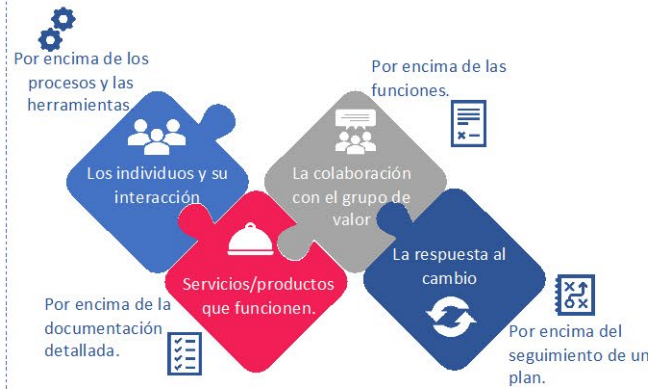 Por encima de los
procesos y las
herramientas.
Los individuos y su
interacción
Por encima de las
funciones.
La colaboración
con el grupo de
valor
Servicios/productos
que funcionen.
Por encima de la
documentación
detallada.
La respuesta al
cambio
Por encima del
seguimiento de un
plan.